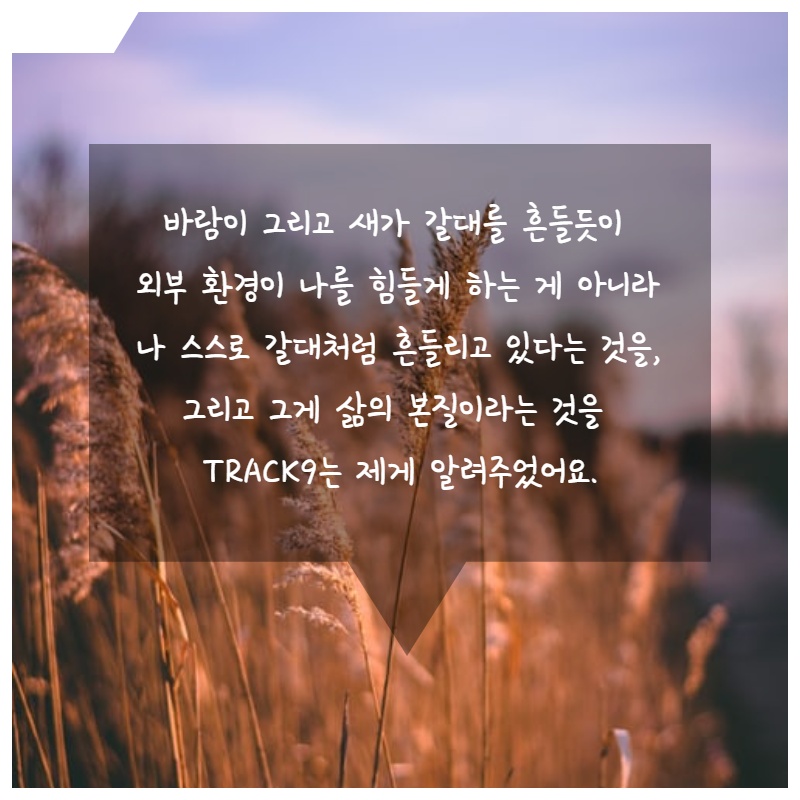 바람이 그리고 새가 갈대를 흔들듯이
외부 환경이 나를 힘들게 하는 게 아니라
나 스스로 갈대처럼 흔들리고 있다는 것을,
그리고 그게 삶의 본질이라는 것을
TRACK9는 제게 알려주었어요.